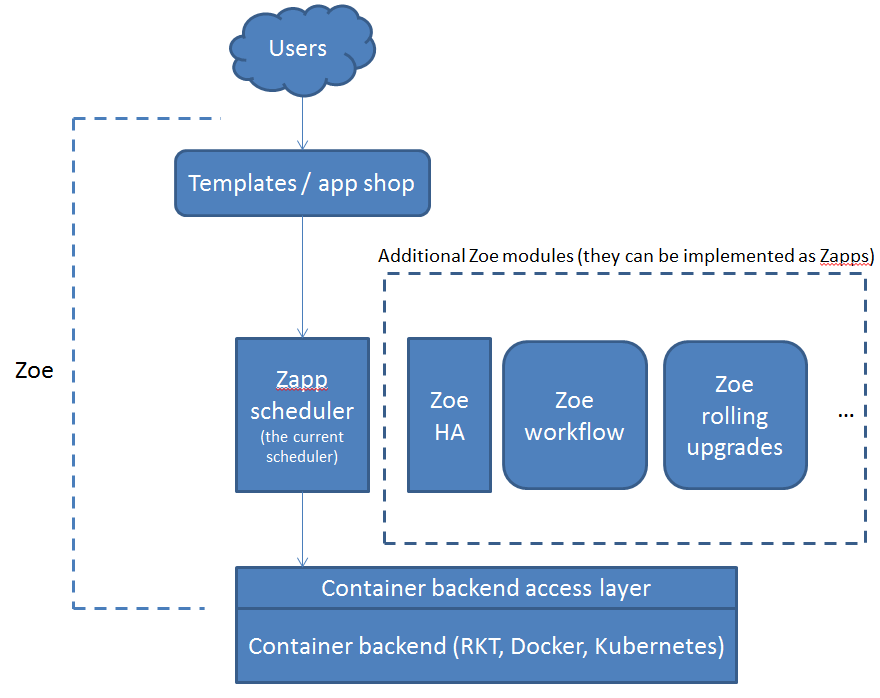 Users
Templates / app shop
Additional Zoe modules (they can be implemented as Zapps)
Zoe
Zapp
scheduler
(the current
scheduler)
Zoe
HA
Zoe
workflow
Zoe
rolling
upgrades
...
Container backend access layer
Container backend (RKT, Docker, Kubernetes)